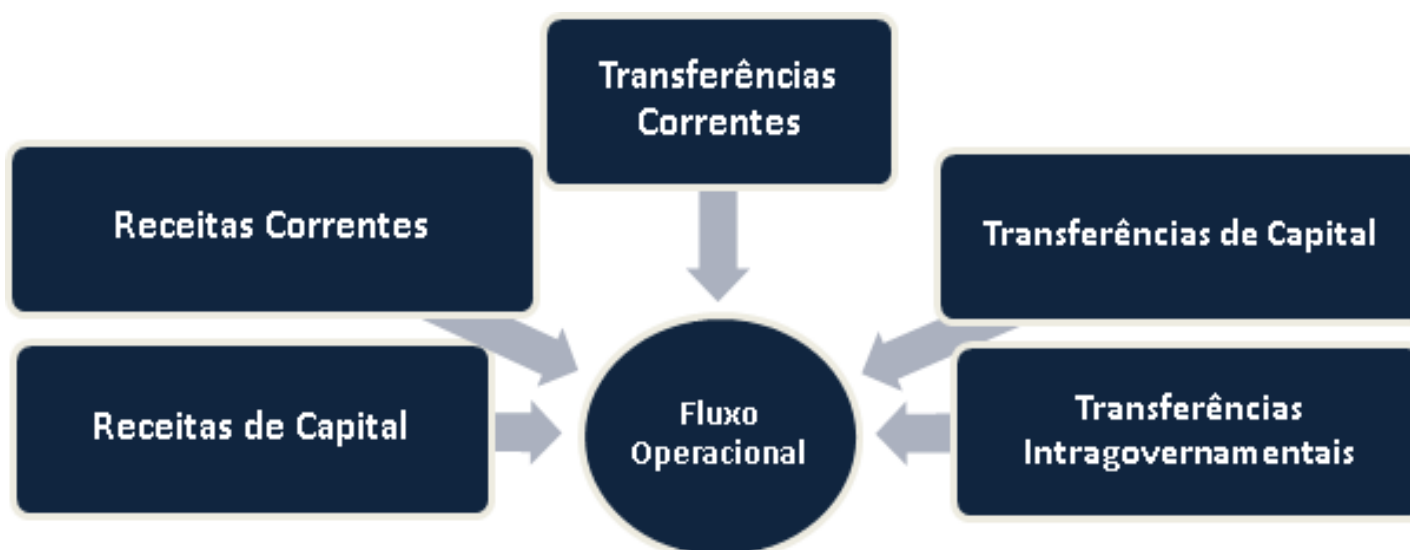 Transferências
Correntes
Receitas Correntes
Transferências de Capital
Receitas de Capital
Fluxo
Operacional
Transferências
Intragovernamentais